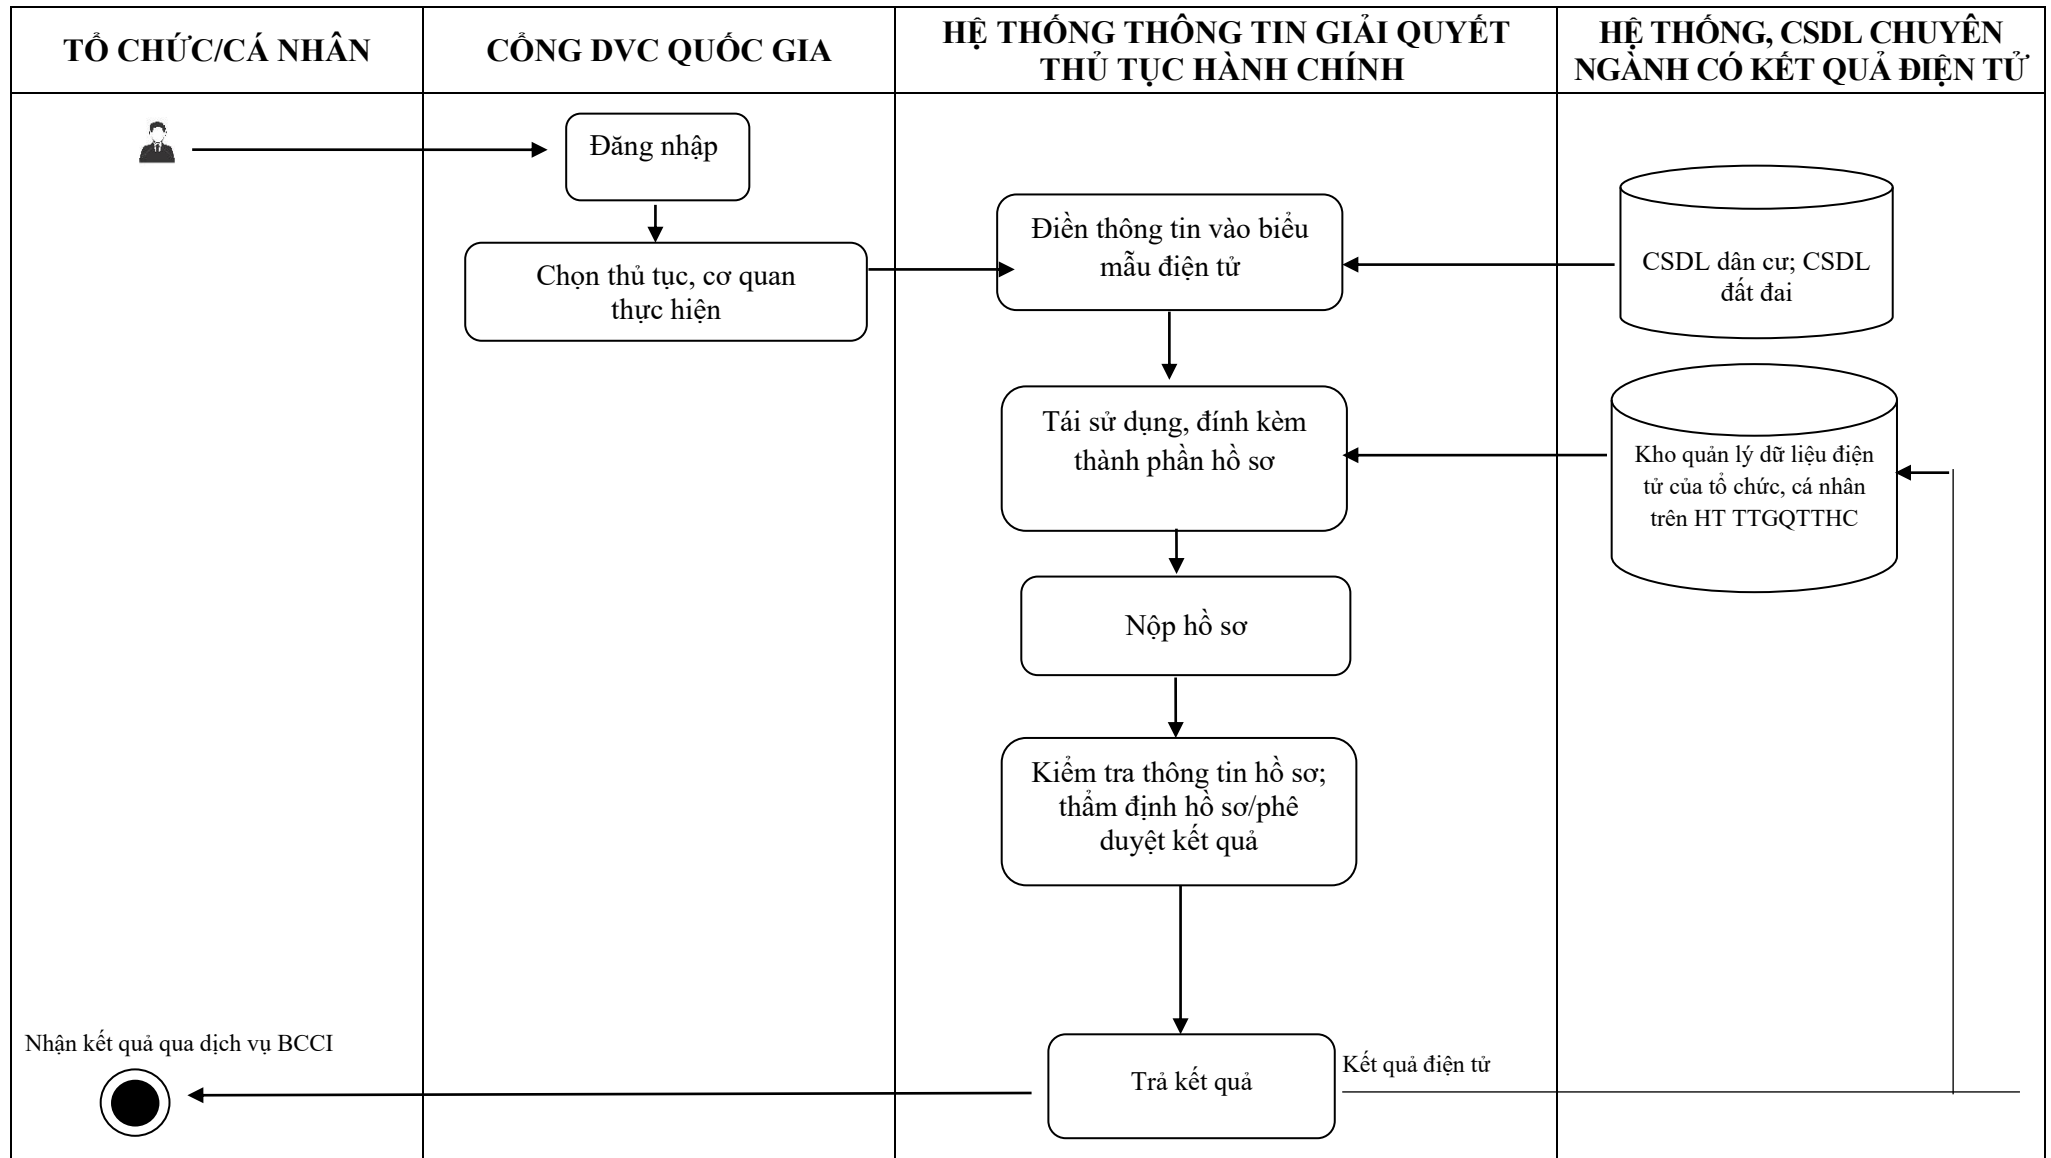 TỔ CHỨC/CÁ NHÂN
CỔNG DVC QUỐC GIA
HỆ THỐNG THÔNG TIN GIẢI QUYẾT
THỦ TỤC HÀNH CHÍNH
HỆ THỐNG, CSDL CHUYÊN
NGÀNH CÓ KẾT QUẢ ĐIỆN TỬ
Đăng nhập
Chọn thủ tục, cơ quan
thực hiện
Điền thông tin vào biểu
mẫu điện tử
CSDL dân cư; CSDL
đất đai
Tái sử dụng, đính kèm
thành phần hồ sơ
Kho quản lý dữ liệu điện
tử của tổ chức, cá nhân
trên HT TTGQTTHC
Nộp hồ sơ
Kiểm tra thông tin hồ sơ;
thẩm định hồ sơ/phê
duyệt kết quả
Nhận kết quả qua dịch vụ BCCI
Trả kết quả
Kết quả điện tử